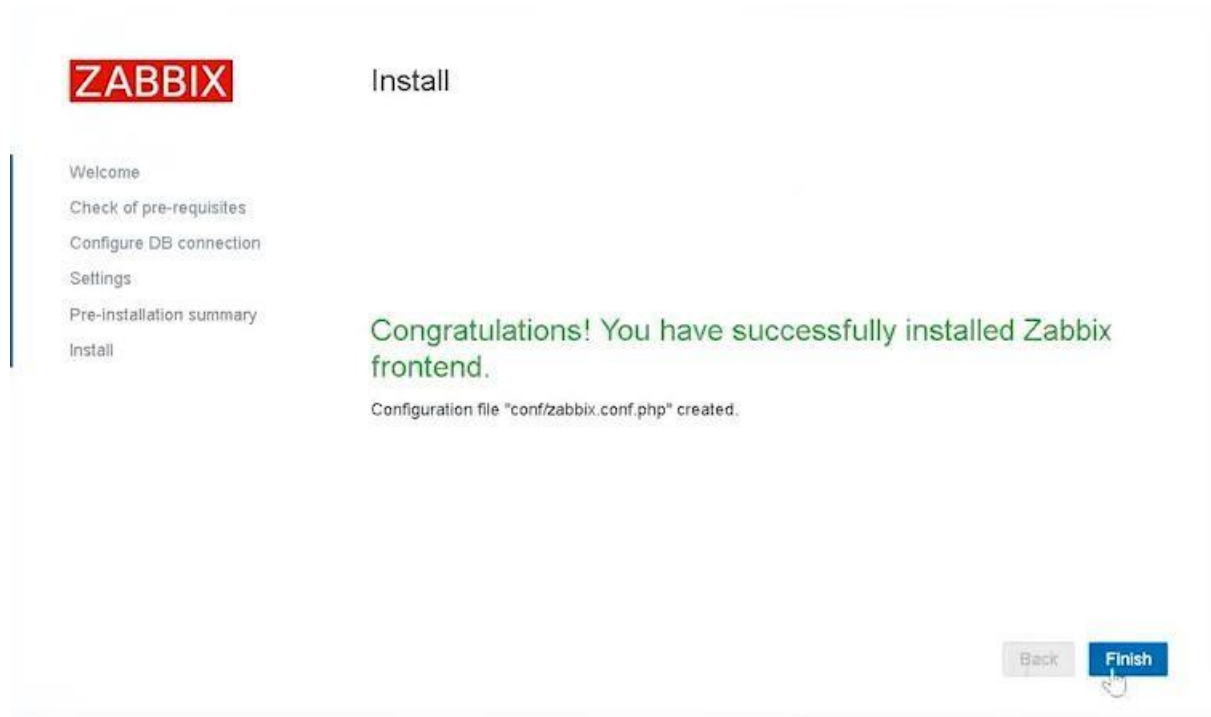 ZABBIX
Install
Welcome
Check of pre-requisites
Configure DB connection
Settings
Pre-installation summary
Install
Congratulations! You have successfully installed Zabbix
frontend.
Configuration file "conf/zabbix.conf.php" created.
Back
Finish